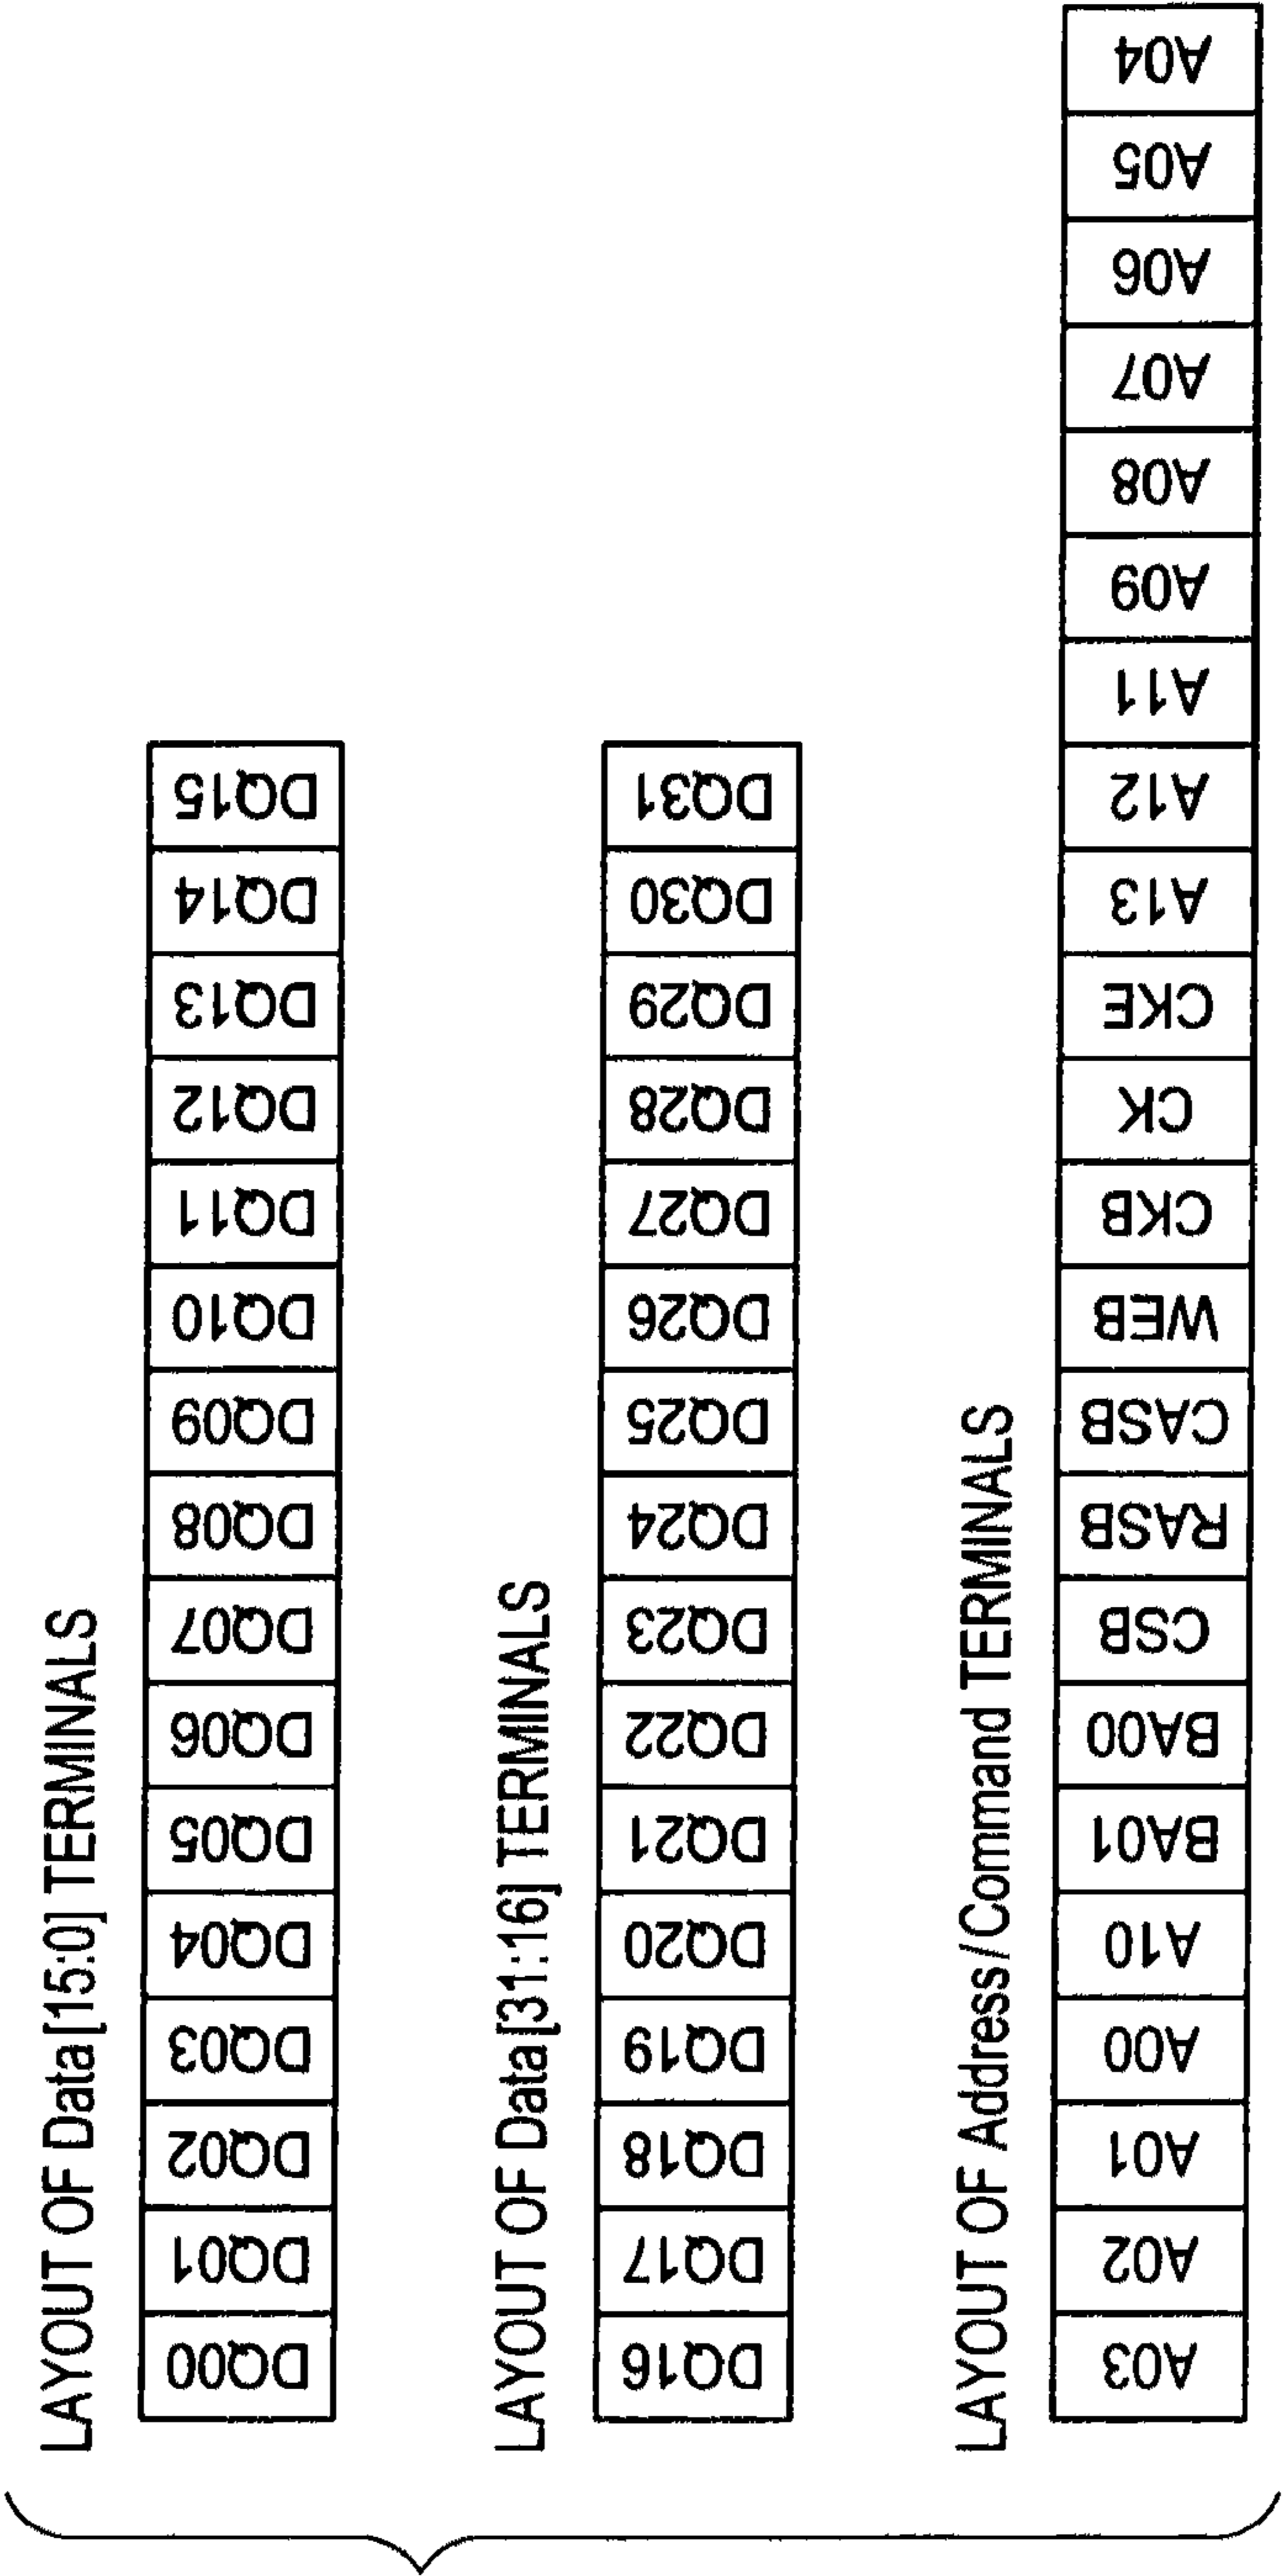 LAYOUT OF Data[15:0] TERMINALS
DQ00 DQ01 DQ02 DQ03 DQ04 DQ05 DQ06 DQ07 DQ08 DQ09 DQ10 DQ11 DQ12 DQ13 DQ14 DQ15
LAYOUT OF Data[31:16] TERMINALS
DQ16 DQ17 DQ18 DQ19 DQ20 DQ21 DQ22 DQ23 DQ24 DQ25 DQ26 DQ27 DQ28 DQ29 DQ30 DQ31
LAYOUT OF Address/Command TERMINALS
A03 A02 A01 A00 A10 BA01 BA00 CSB RASB CASB WEB CKB CK CKE A13 A12 A11 A09 A08 A07 A06 A05 A04